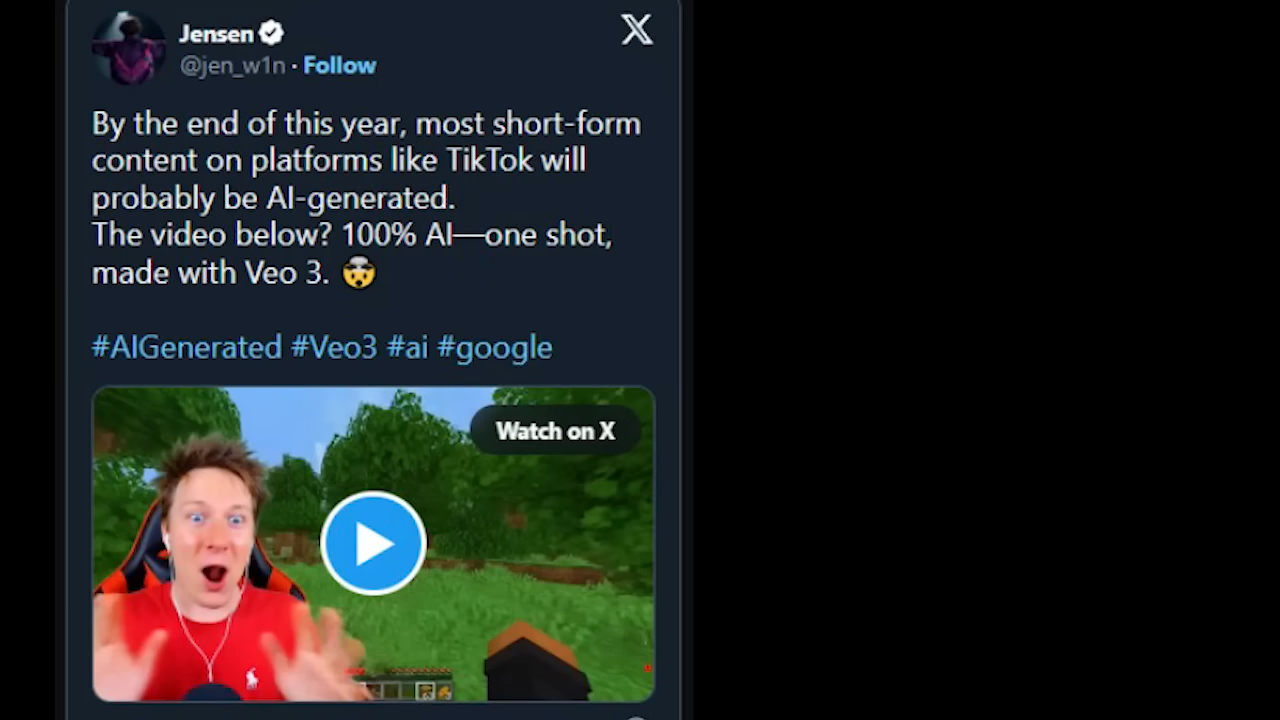 Jensen
@jen_w1n · Follow
By the end of this year, most short-form
content on platforms like TikTok will
probably be AI-generated.
The video below? 100% AI—one shot,
made with Veo 3. 🤯
#AIGenerated #Veo3 #ai #google
Watch on X